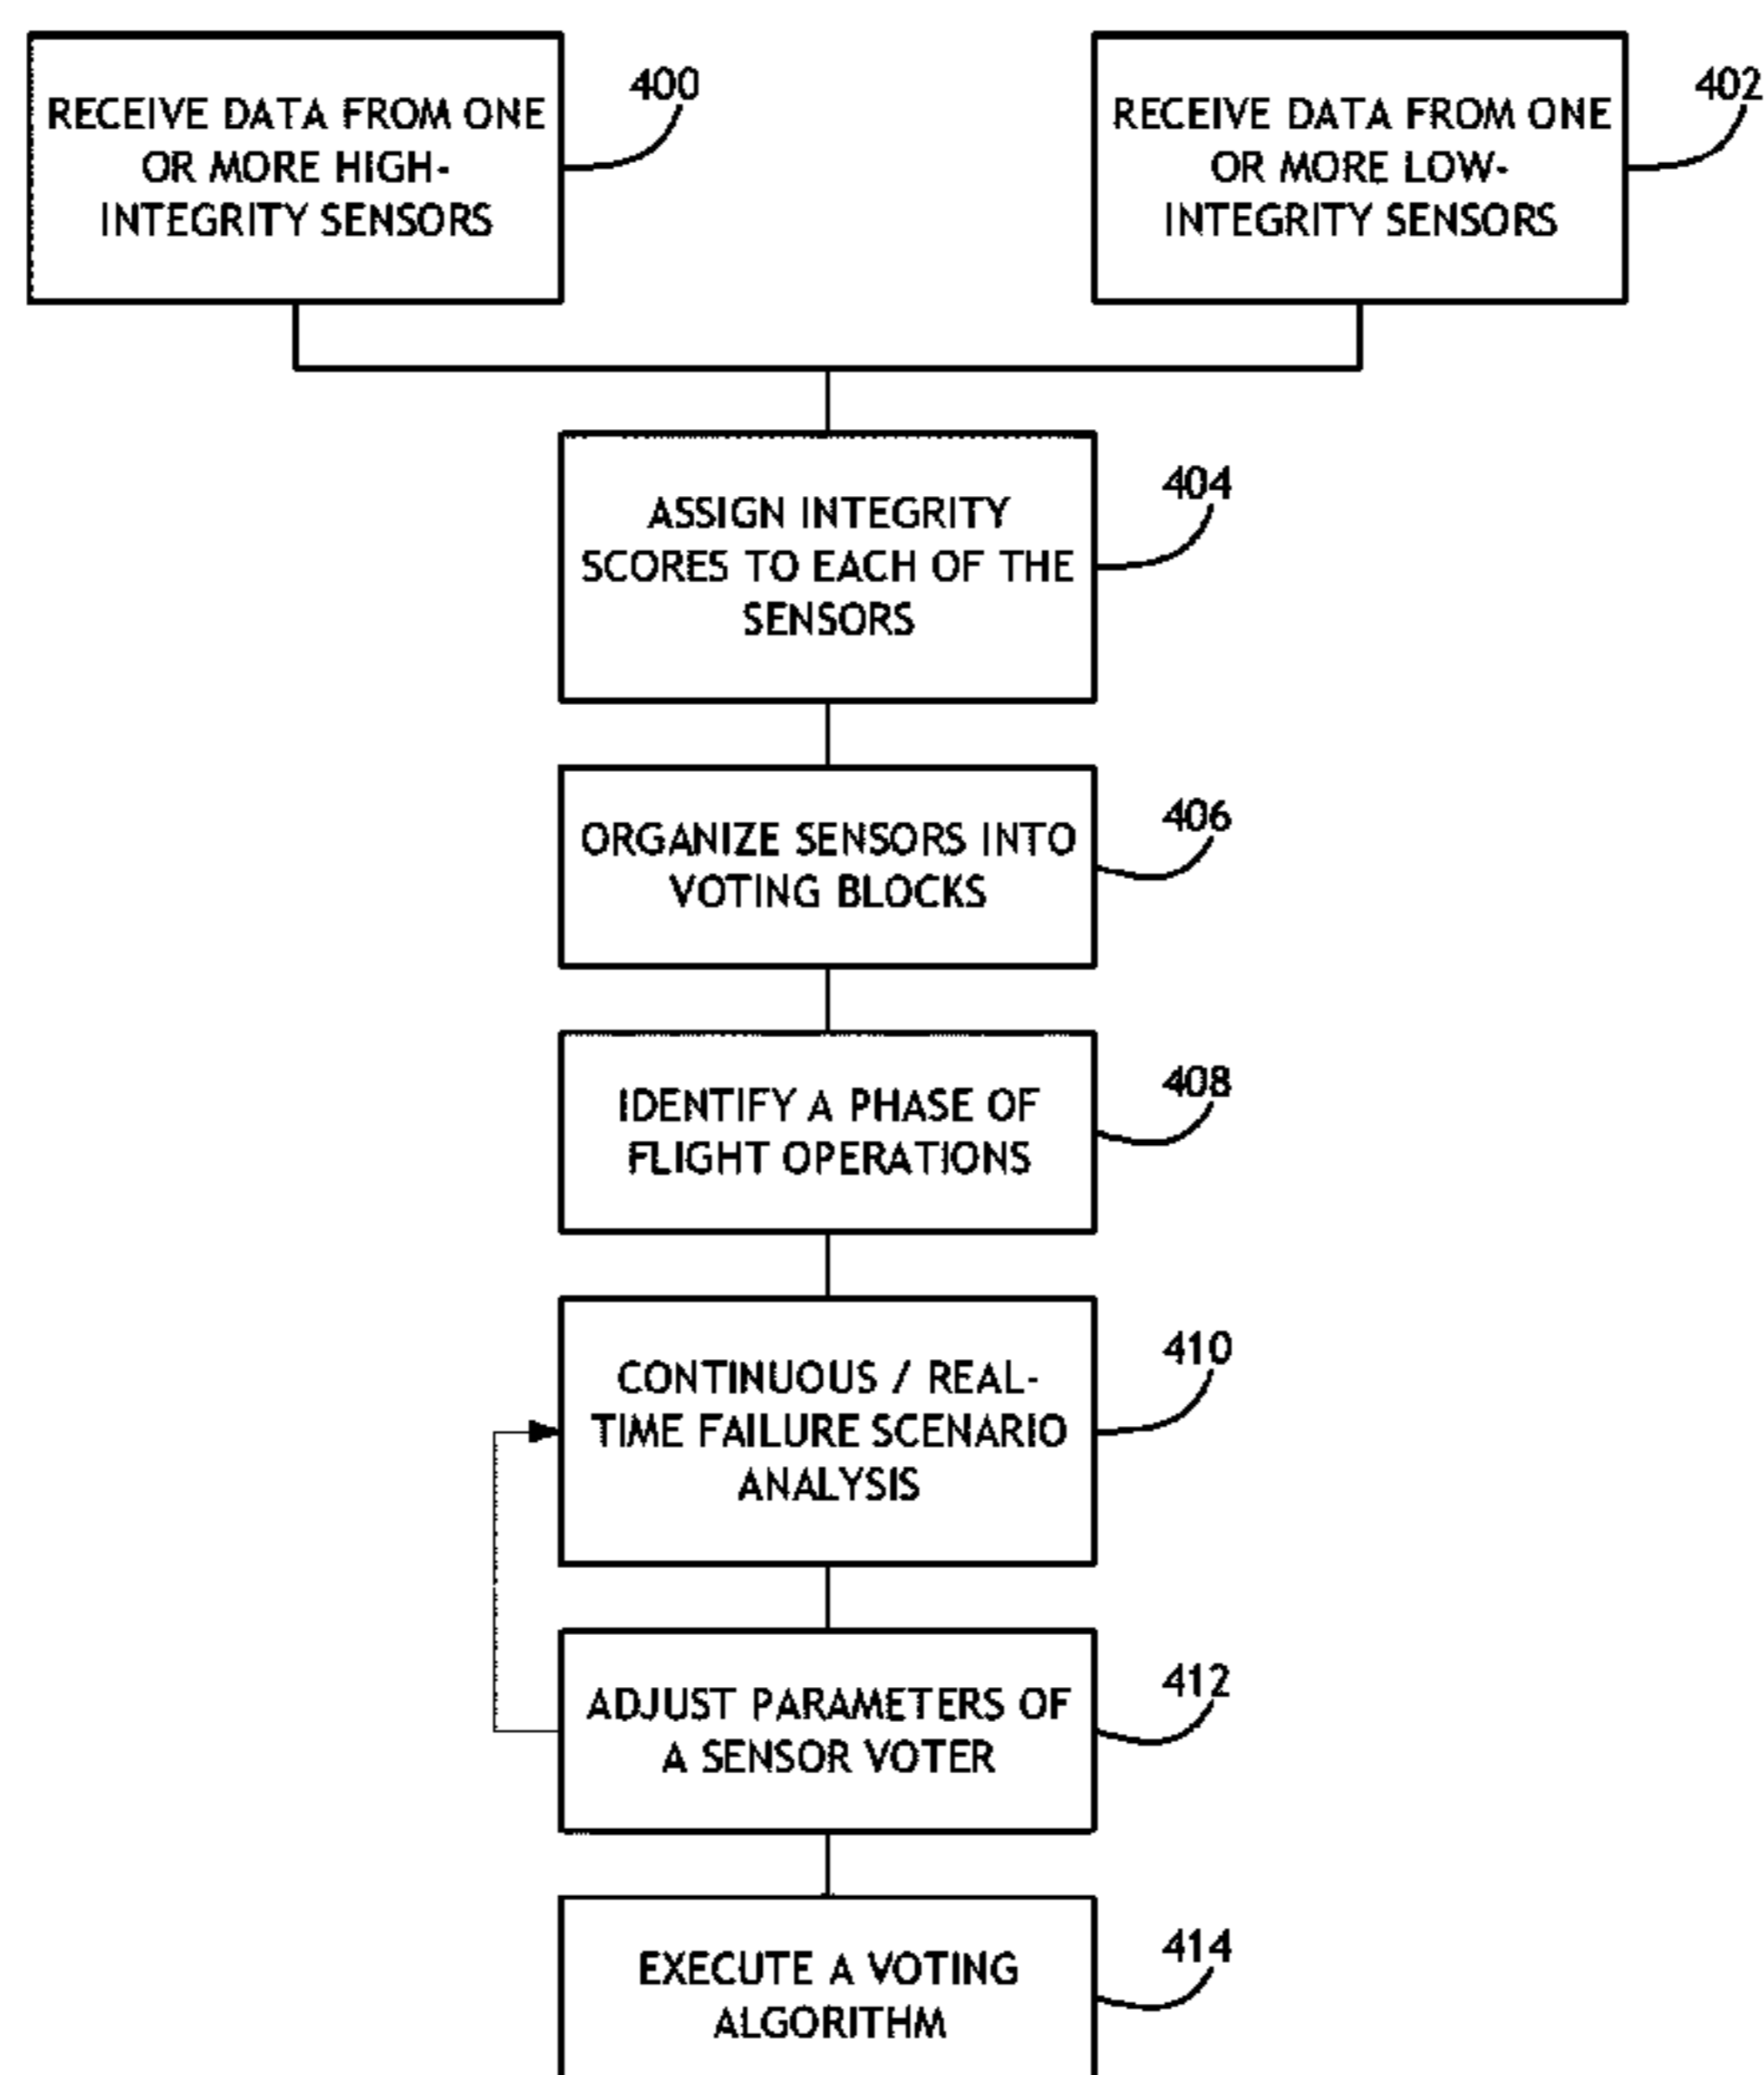 RECEIVE DATA FROM ONE
OR MORE HIGH-
INTEGRITY SENSORS
400
RECEIVE DATA FROM ONE
OR MORE LOW-
INTEGRITY SENSORS
402
ASSIGN INTEGRITY
SCORES TO EACH OF THE
SENSORS
404
ORGANIZE SENSORS INTO
VOTING BLOCKS
406
IDENTIFY A PHASE OF
FLIGHT OPERATIONS
408
CONTINUOUS / REAL-
TIME FAILURE SCENARIO
ANALYSIS
410
ADJUST PARAMETERS OF
A SENSOR VOTER
412
EXECUTE A VOTING
ALGORITHM
414